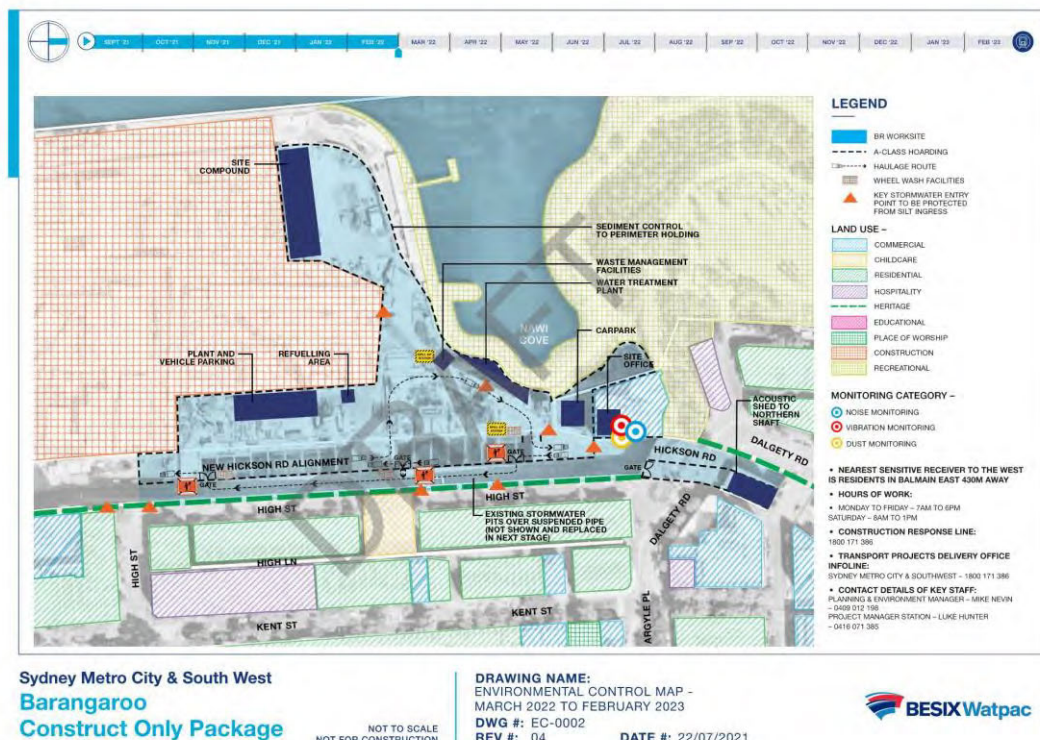 SEPT '21
OCT '21
NOV '21
DEC '21
JAN '22
FEB '22
MAR '22
APR '22
MAY '22
JUN '22
JUL '22
AUG '22
SEP '22
OCT '22
NOV '22
DEC '22
JAN '23
FEB '23
SITE
COMPOUND
SEDIMENT CONTROL
TO PERIMETER HOLDING
WASTE MANAGEMENT
FACILITIES
WATER TREATMENT
PLANT
NAWI
COVE
CARPARK
SITE
OFFICE
PLANT AND
VEHICLE PARKING
REFUELLING
AREA
ACOUSTIC
SHED TO
NORTHERN
SHAFT
NEW HICKSON RD ALIGNMENT
GATE
GATE
GATE
GATE
HICKSON RD
DALGETY RD
DALGETY RD
HIGH ST
HIGH ST
HIGH ST
EXISTING STORMWATER
PITS OVER SUSPENDED PIPE
(NOT SHOWN AND REPLACED
IN NEXT STAGE)
HIGH LN
KENT ST
KENT ST
ARGYLE PL
DRAFT
LEGEND
BR WORKSITE
A-CLASS HOARDING
HAULAGE ROUTE
WHEEL WASH FACILITIES
KEY STORMWATER ENTRY
POINT TO BE PROTECTED
FROM SILT INGRESS
LAND USE –
COMMERCIAL
CHILDCARE
RESIDENTIAL
HOSPITALITY
HERITAGE
EDUCATIONAL
PLACE OF WORSHIP
CONSTRUCTION
RECREATIONAL
MONITORING CATEGORY –
NOISE MONITORING
VIBRATION MONITORING
DUST MONITORING
• NEAREST SENSITIVE RECEIVER TO THE WEST
IS RESIDENTS IN BALMAIN EAST 430M AWAY
• HOURS OF WORK:
• MONDAY TO FRIDAY – 7AM TO 6PM
SATURDAY – 8AM TO 1PM
• CONSTRUCTION RESPONSE LINE:
1800 171 386
• TRANSPORT PROJECTS DELIVERY OFFICE
INFOLINE:
SYDNEY METRO CITY & SOUTHWEST – 1800 171 386
• CONTACT DETAILS OF KEY STAFF:
PLANNING & ENVIRONMENT MANAGER – MIKE NEVIN
– 0409 012 198
PROJECT MANAGER STATION – LUKE HUNTER
– 0416 071 385
Sydney Metro City & South West
Barangaroo
Construct Only Package
NOT TO SCALE
NOT FOR CONSTRUCTION
DRAWING NAME:
ENVIRONMENTAL CONTROL MAP –
MARCH 2022 TO FEBRUARY 2023
DWG #: EC-0002
REV #: 04 DATE #: 22/07/2021
BESIX Watpac